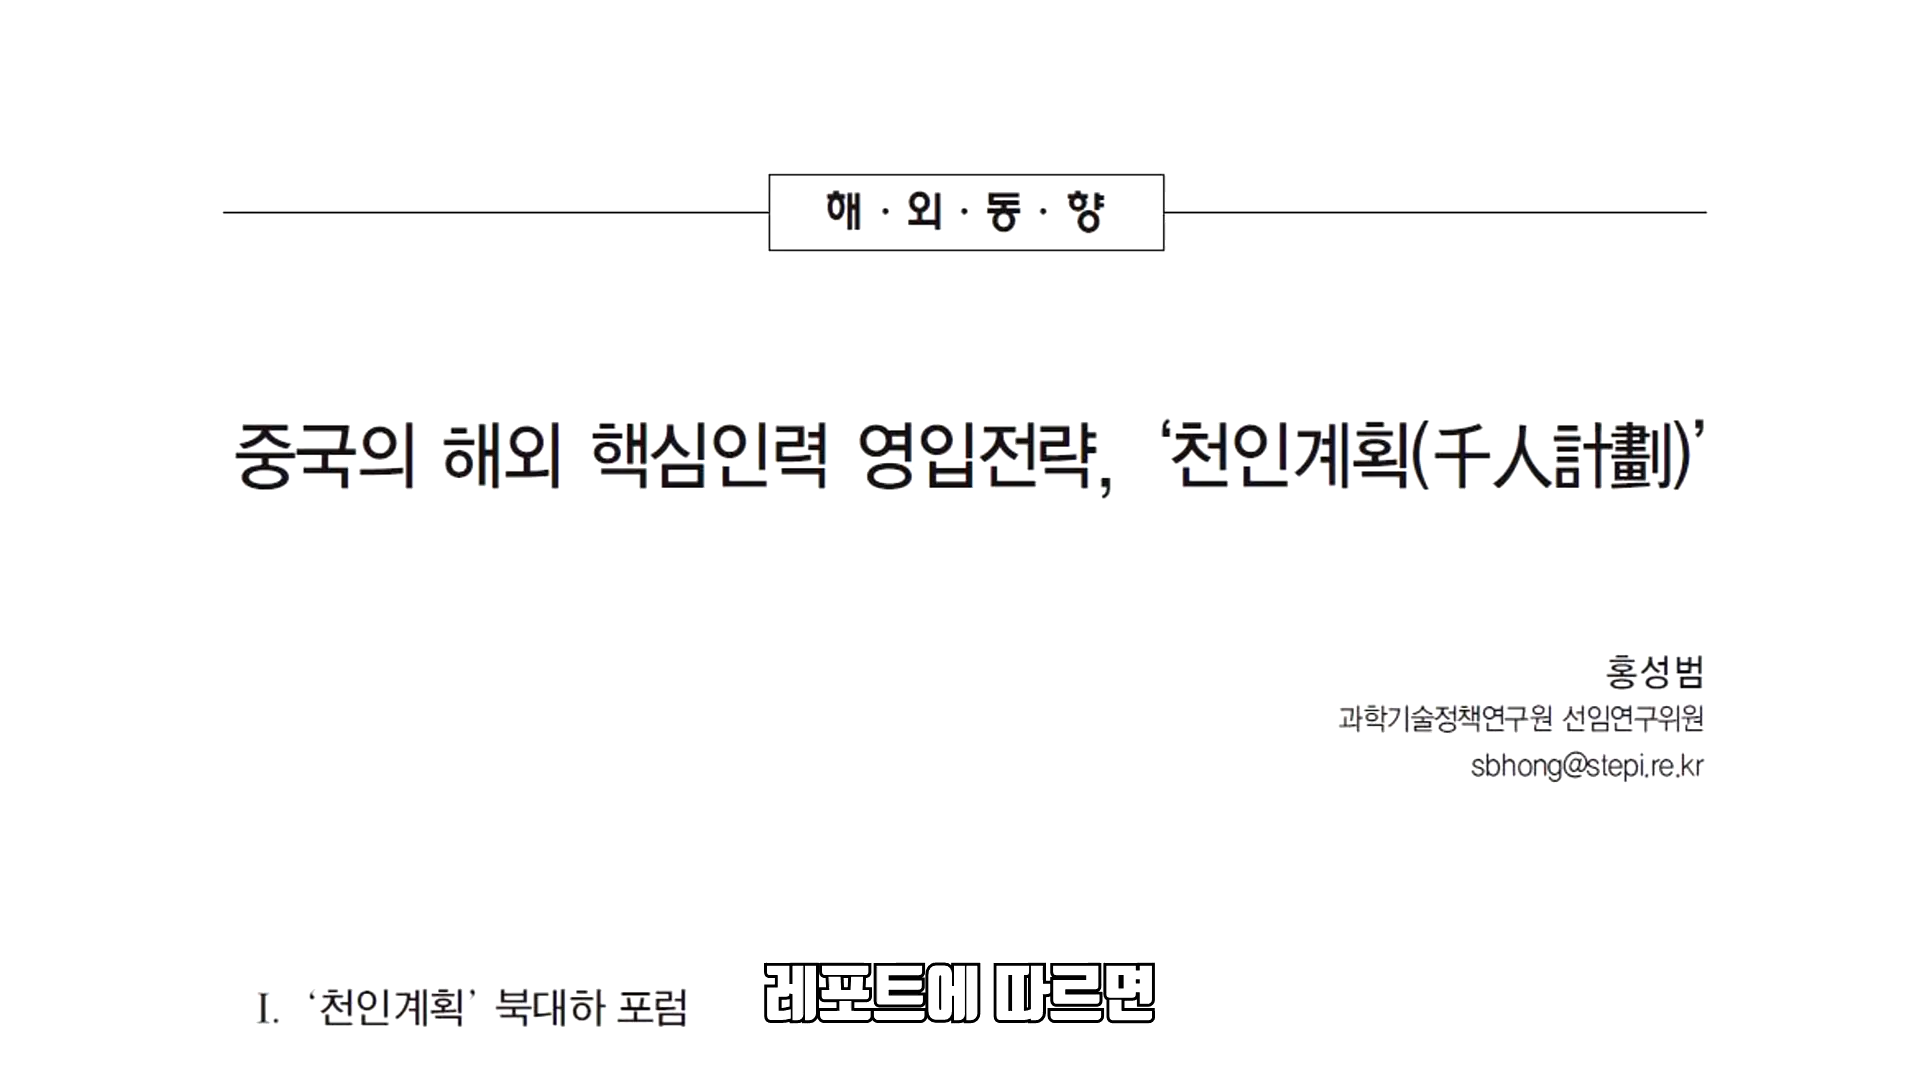 해·외·동·향
중국의 해외 핵심인력 영입전략, ‘천인계획(千人計劃)’
홍성범
과학기술정책연구원 선임연구위원
sbhong@stepi.re.kr
I. ‘천인계획’ 북대하 포럼
레포트에 따르면